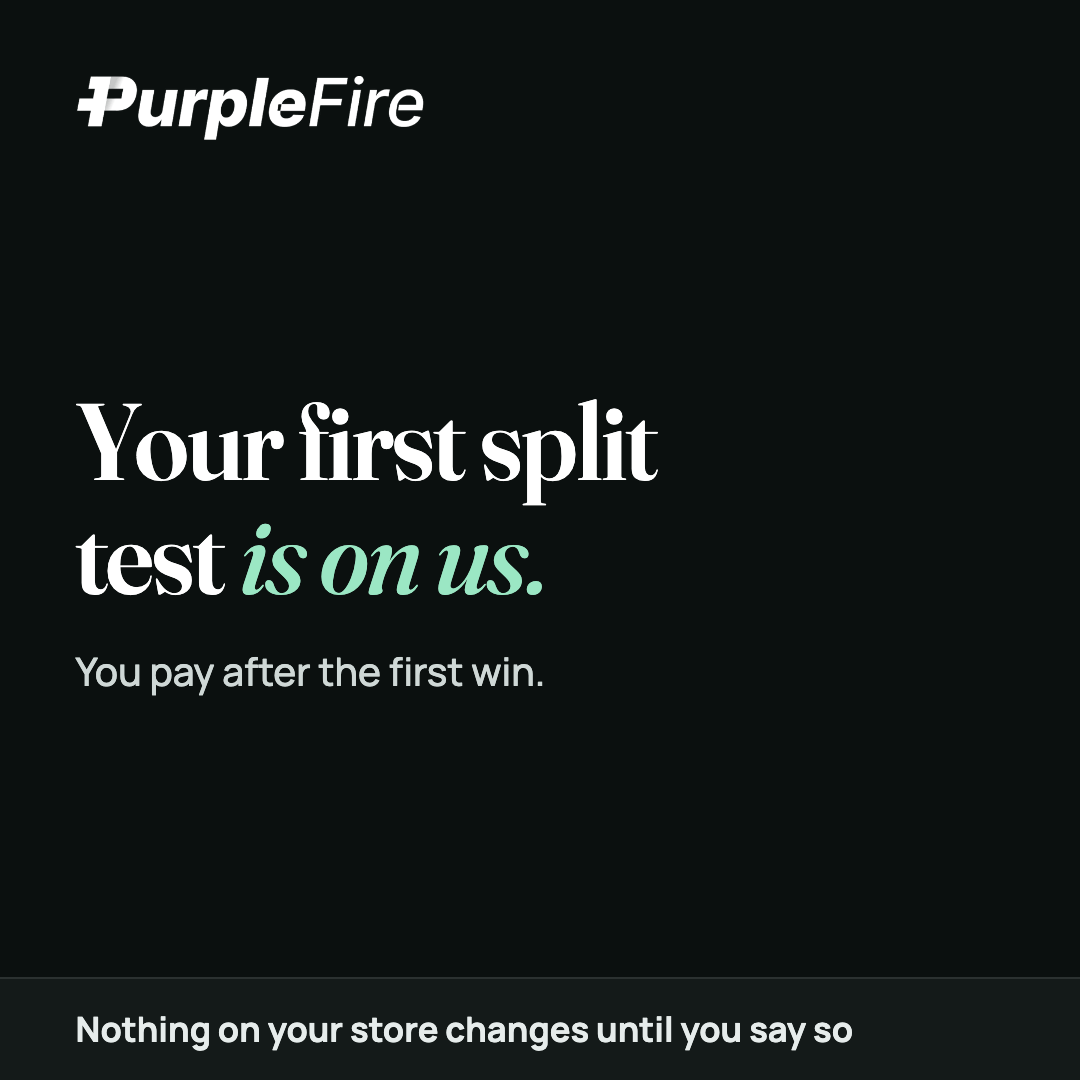 PurpleFire
Your first split
test is on us.
You pay after the first win.
Nothing on your store changes until you say so